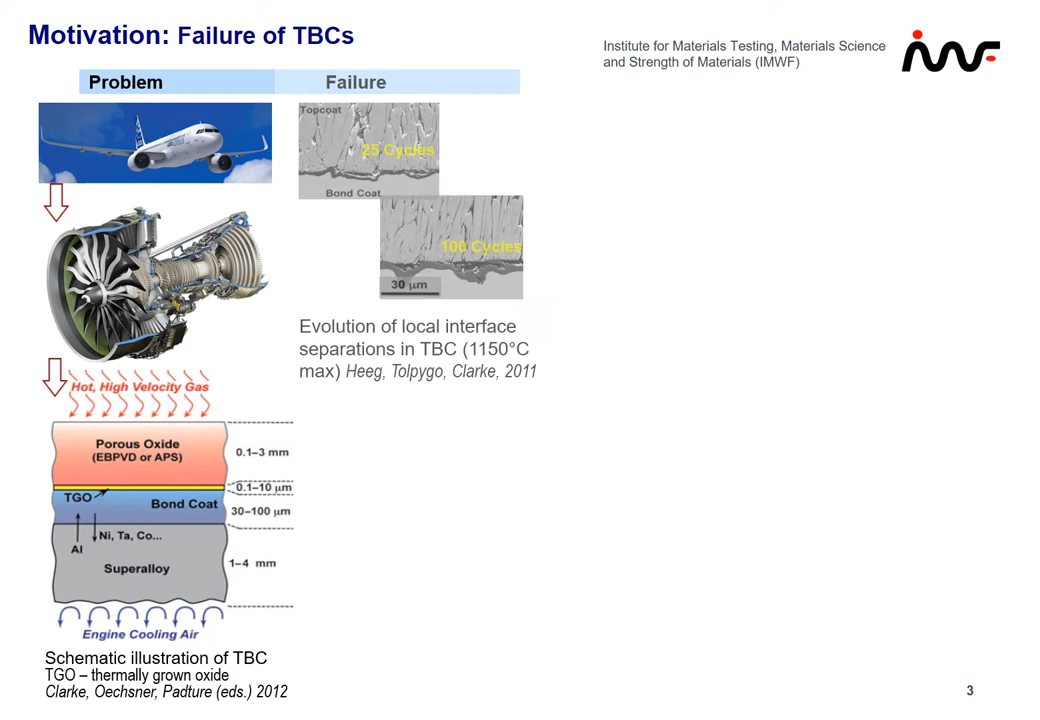 Motivation: Failure of TBCs
Institute for Materials Testing, Materials Science
and Strength of Materials (IMWF)
Problem
Failure
Topcoat
25 Cycles
Bond Coat
100 Cycles
30 µm
Evolution of local interface
separations in TBC (1150°C
max) Heeg, Tolpygo, Clarke, 2011
Hot, High Velocity Gas
Porous Oxide
(EBPVD or APS)
0.1–3 mm
TGO
0.1–10 µm
Bond Coat
30–100 µm
Ni, Ta, Co...
Al
Superalloy
1–4 mm
Engine Cooling Air
Schematic illustration of TBC
TGO – thermally grown oxide
Clarke, Oechsner, Padture (eds.) 2012
3